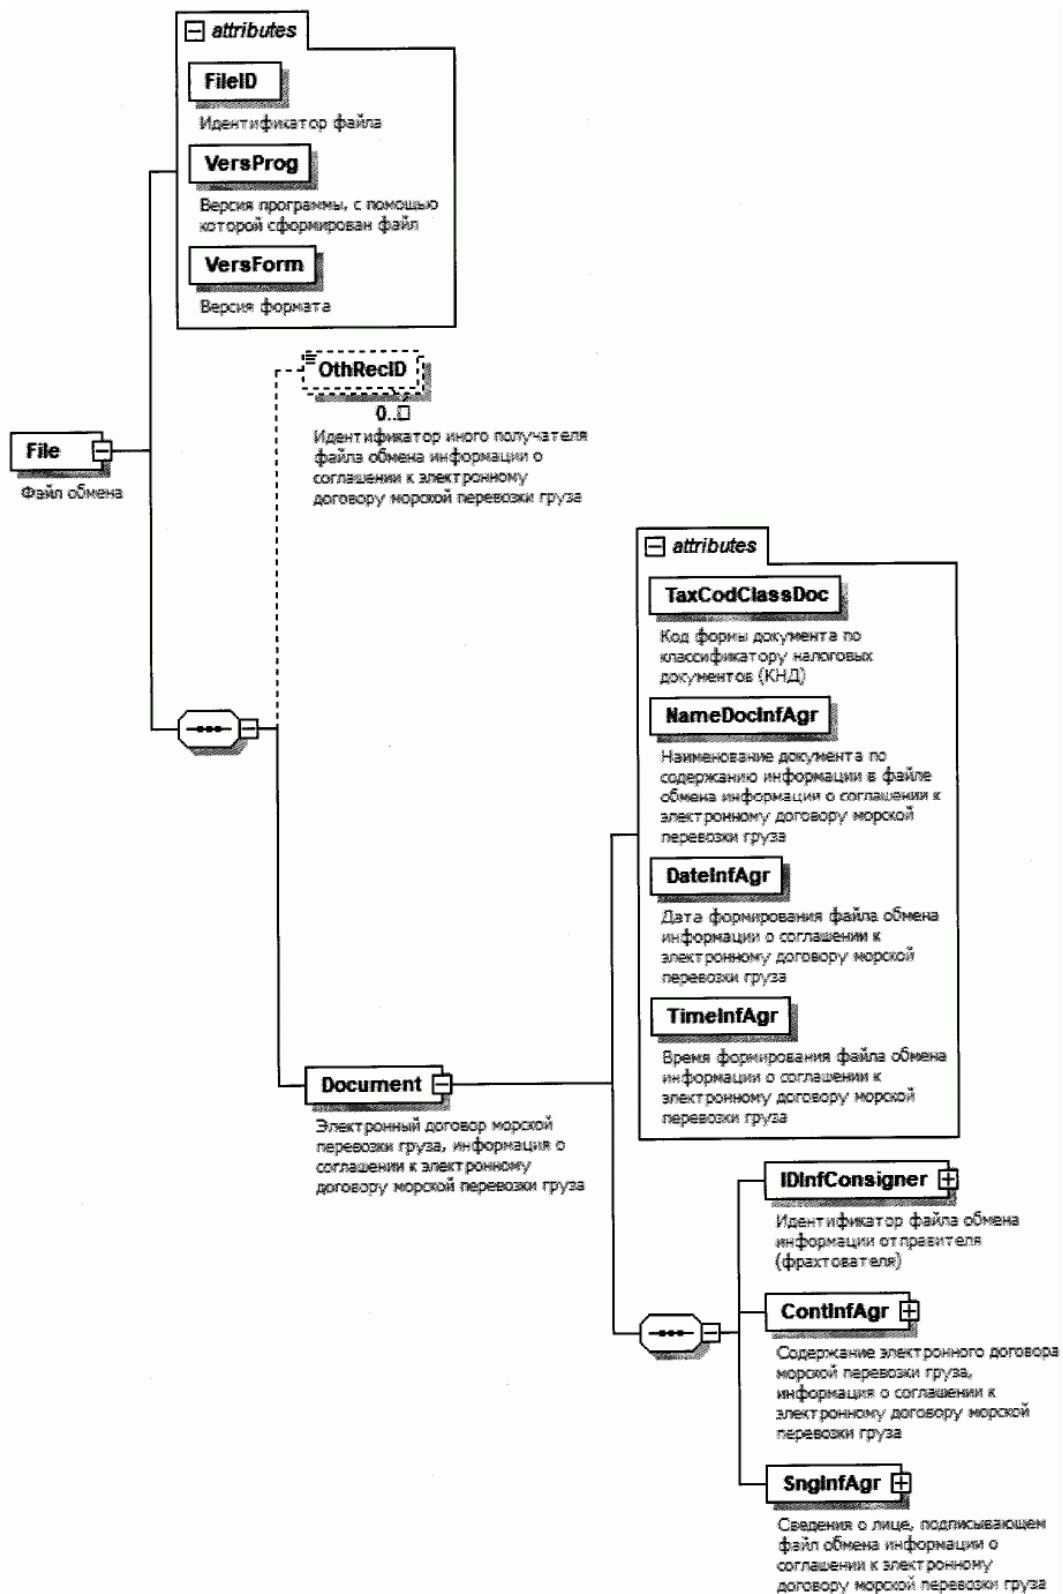 attributes
FileID
Идентификатор файла
VersProg
Версия программы, с помощью
которой сформирован файл
VersForm
Версия формата
OthRecID
0..
Идентификатор иного получателя
файла обмена информации о
соглашении к электронному
договору морской перевозки груза
File
Файл обмена
attributes
TaxCodClassDoc
Код формы документа по
классификатору налоговых
документов (КНД)
NameDocInfAgr
Наименование документа по
содержанию информации в файле
обмена информации о соглашении к
электронному договору морской
перевозки груза
DateInfAgr
Дата формирования файла обмена
информации о соглашении к
электронному договору морской
перевозки груза
TimeInfAgr
Время формирования файла обмена
информации о соглашении к
электронному договору морской
перевозки груза
Document
Электронный договор морской
перевозки груза, информация о
соглашении к электронному
договору морской перевозки груза
IDInfConsigner
Идентификатор файла обмена
информации отправителя
(фрахтователя)
ContInfAgr
Содержание электронного договора
морской перевозки груза,
информация о соглашении к
электронному договору морской
перевозки груза
SngInfAgr
Сведения о лице, подписывающем
файл обмена информации о
соглашении к электронному
договору морской перевозки груза